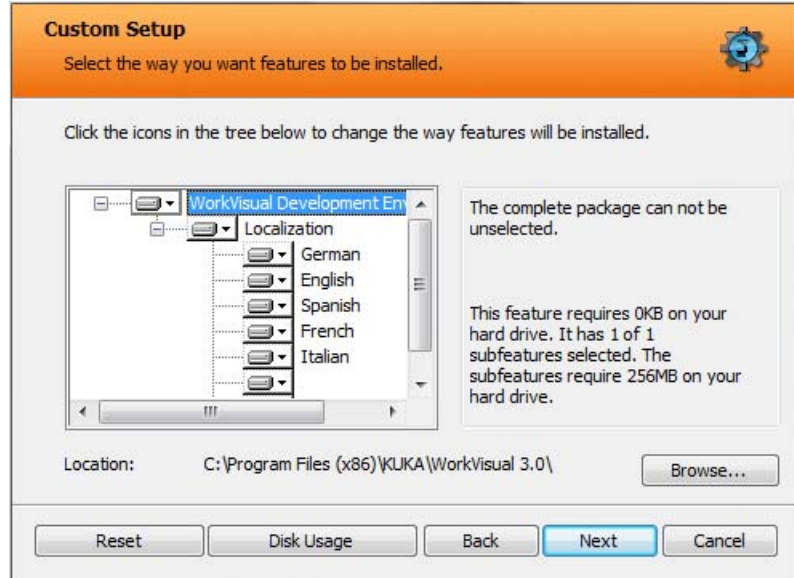 Custom Setup
Select the way you want features to be installed.
Click the icons in the tree below to change the way features will be installed.
WorkVisual Development Env
Localization
German
English
Spanish
French
Italian
The complete package can not be
unselected.
This feature requires 0KB on your
hard drive. It has 1 of 1
subfeatures selected. The
subfeatures require 256MB on your
hard drive.
Location: C:\Program Files (x86)\KUKA\WorkVisual 3.0\
Browse...
Reset
Disk Usage
Back
Next
Cancel